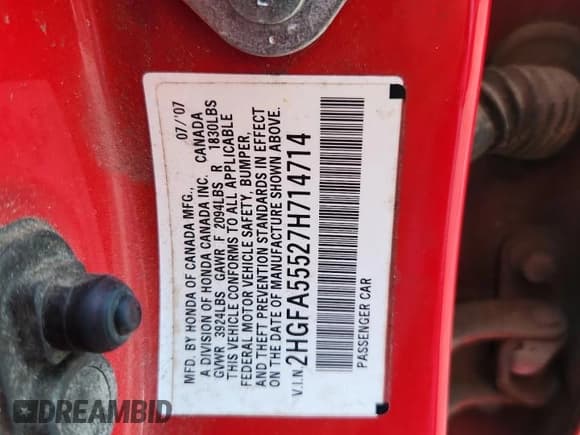 MFD. BY HONDA OF CANADA MFG., 07/'07
A DIVISION OF HONDA CANADA INC. CANADA
GVWR 3924LBS GAWR F 2094LBS R 1830LBS
THIS VEHICLE CONFORMS TO ALL APPLICABLE
FEDERAL MOTOR VEHICLE SAFETY, BUMPER,
AND THEFT PREVENTION STANDARDS IN EFFECT
ON THE DATE OF MANUFACTURE SHOWN ABOVE.
V.I.N. 2HGFA55527H714714
PASSENGER CAR
DREAMBID